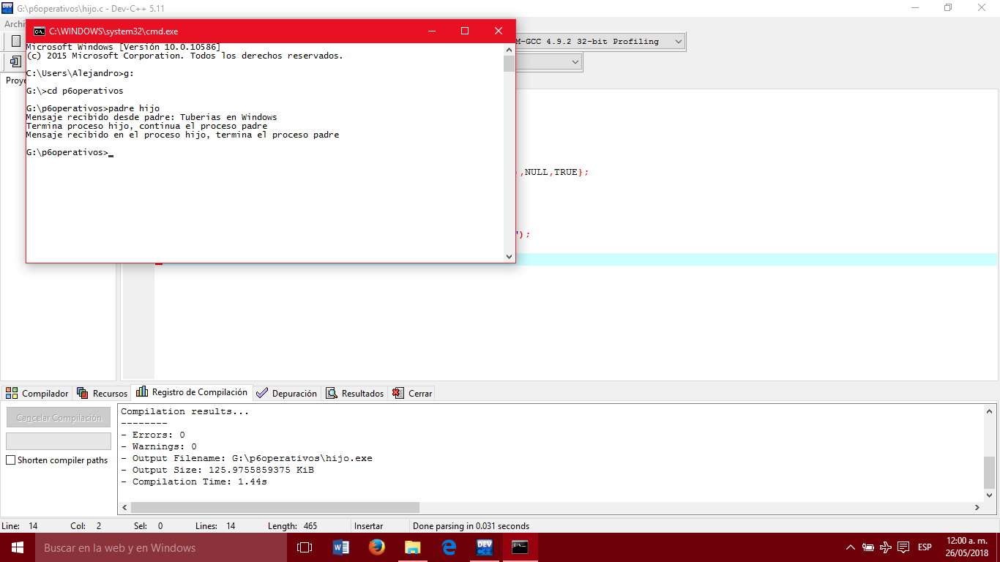 G:\p6operativos\hijo.c - Dev-C++ 5.11
Archi
C:\WINDOWS\system32\cmd.exe
M-GCC 4.9.2 32-bit Profiling
Microsoft Windows [Versión 10.0.10586]
(c) 2015 Microsoft Corporation. Todos los derechos reservados.
C:\Users\Alejandro>g:
Proye
G:\>cd p6operativos
G:\p6operativos>padre hijo
Mensaje recibido desde padre: Tuberias en Windows
Termina proceso hijo, continua el proceso padre
Mensaje recibido en el proceso hijo, termina el proceso padre
G:\p6operativos>
,NULL,TRUE};
");
Compilador
Recursos
Registro de Compilación
Depuración
Resultados
Cerrar
Cancelar Compilación
Shorten compiler paths
Compilation results...
--------
- Errors: 0
- Warnings: 0
- Output Filename: G:\p6operativos\hijo.exe
- Output Size: 125.9755859375 KiB
- Compilation Time: 1.44s
Line: 14 Col: 2 Sel: 0 Lines: 14 Length: 465 Insertar Done parsing in 0.031 seconds
Buscar en la web y en Windows
DEV
ESP
12:00 a. m.
26/05/2018